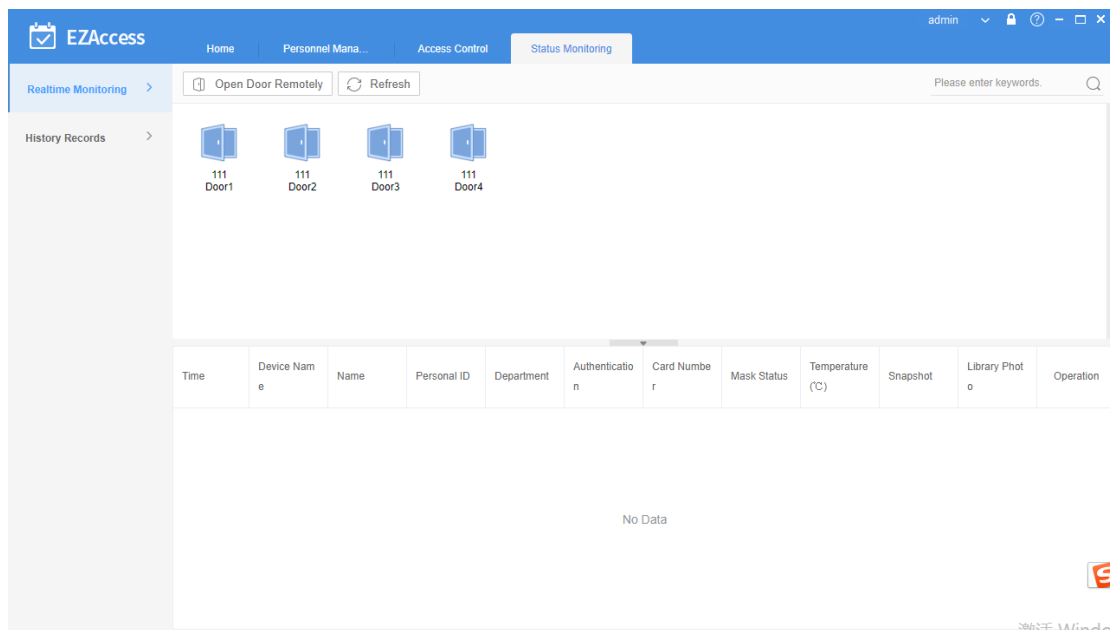 admin
EZAccess
Home
Personnel Mana...
Access Control
Status Monitoring
Realtime Monitoring
Open Door Remotely
Refresh
Please enter keywords.
History Records
111
Door1
111
Door2
111
Door3
111
Door4
Time
Device Nam
e
Name
Personal ID
Department
Authenticatio
n
Card Numbe
r
Mask Status
Temperature
(℃)
Snapshot
Library Phot
o
Operation
No Data